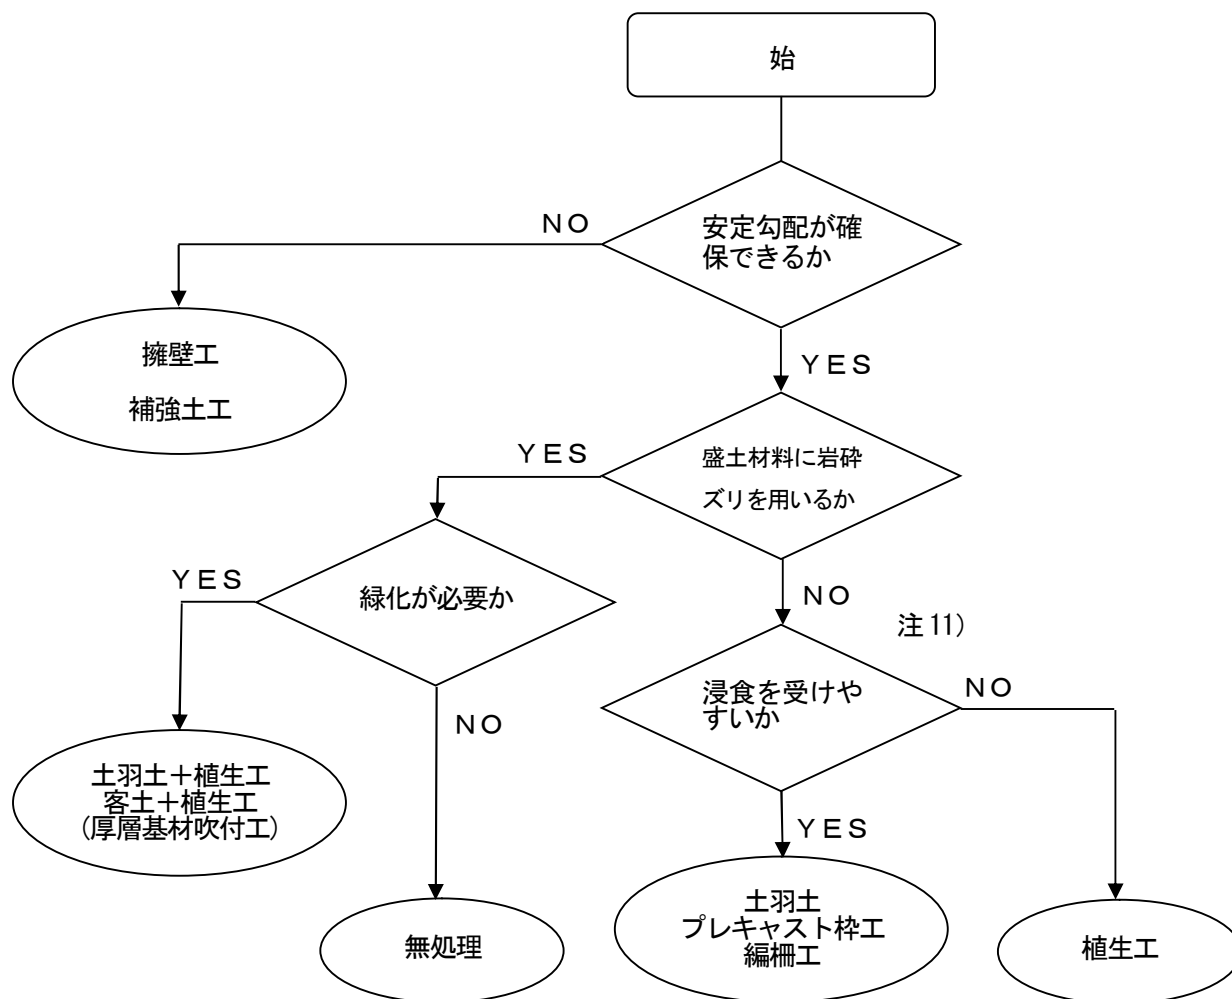 始
安定勾配が確
保できるか
ＮＯ
擁壁工
補強土工
ＹＥＳ
盛土材料に岩砕
ズリを用いるか
ＹＥＳ
緑化が必要か
ＹＥＳ
ＮＯ
注11）
浸食を受けや
すいか
ＮＯ
ＮＯ
土羽土＋植生工
客土＋植生工
（厚層基材吹付工）
ＹＥＳ
無処理
土羽土
プレキャスト枠工
編柵工
植生工